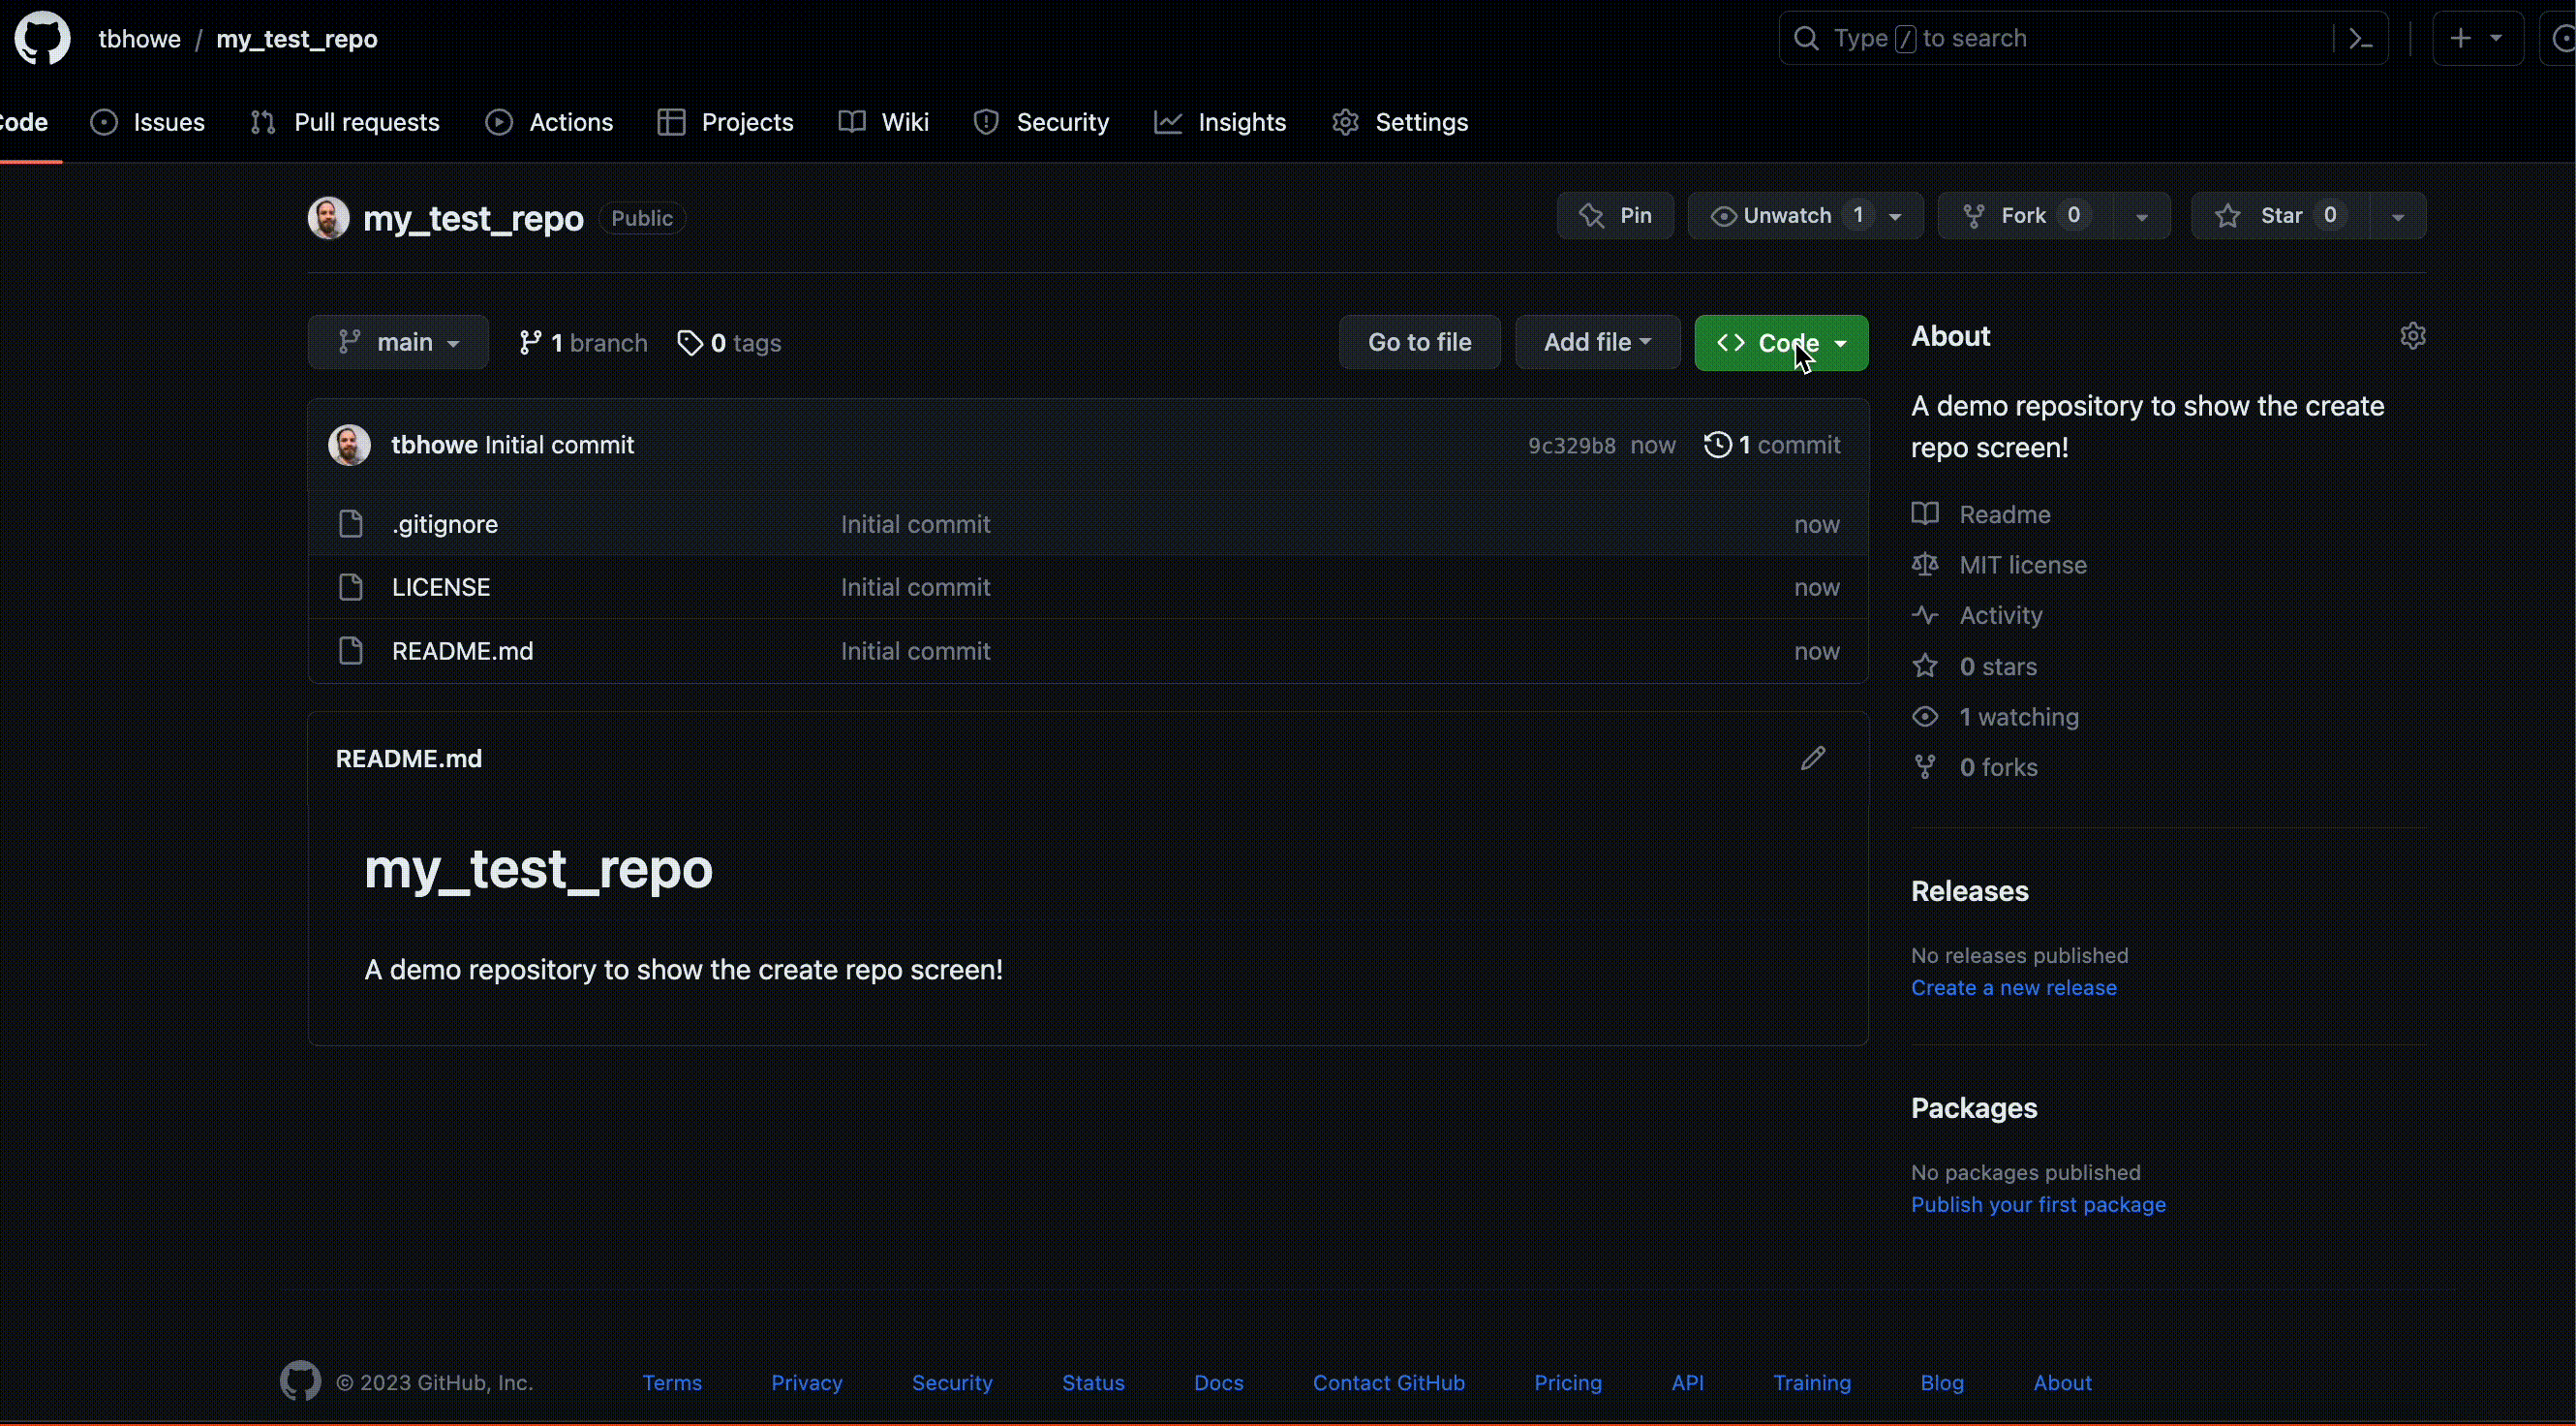 tbhowe / my_test_repo
Type / to search
Code Issues Pull requests Actions Projects Wiki Security Insights Settings
my_test_repo Public
Pin Unwatch 1 Fork 0 Star 0
main 1 branch 0 tags
Go to file Add file Code
tbhowe Initial commit 9c329b8 now 1 commit
.gitignore Initial commit now
LICENSE Initial commit now
README.md Initial commit now
README.md
my_test_repo
A demo repository to show the create repo screen!
About
A demo repository to show the create
repo screen!
Readme
MIT license
Activity
0 stars
1 watching
0 forks
Releases
No releases published
Create a new release
Packages
No packages published
Publish your first package
© 2023 GitHub, Inc. Terms Privacy Security Status Docs Contact GitHub Pricing API Training Blog About